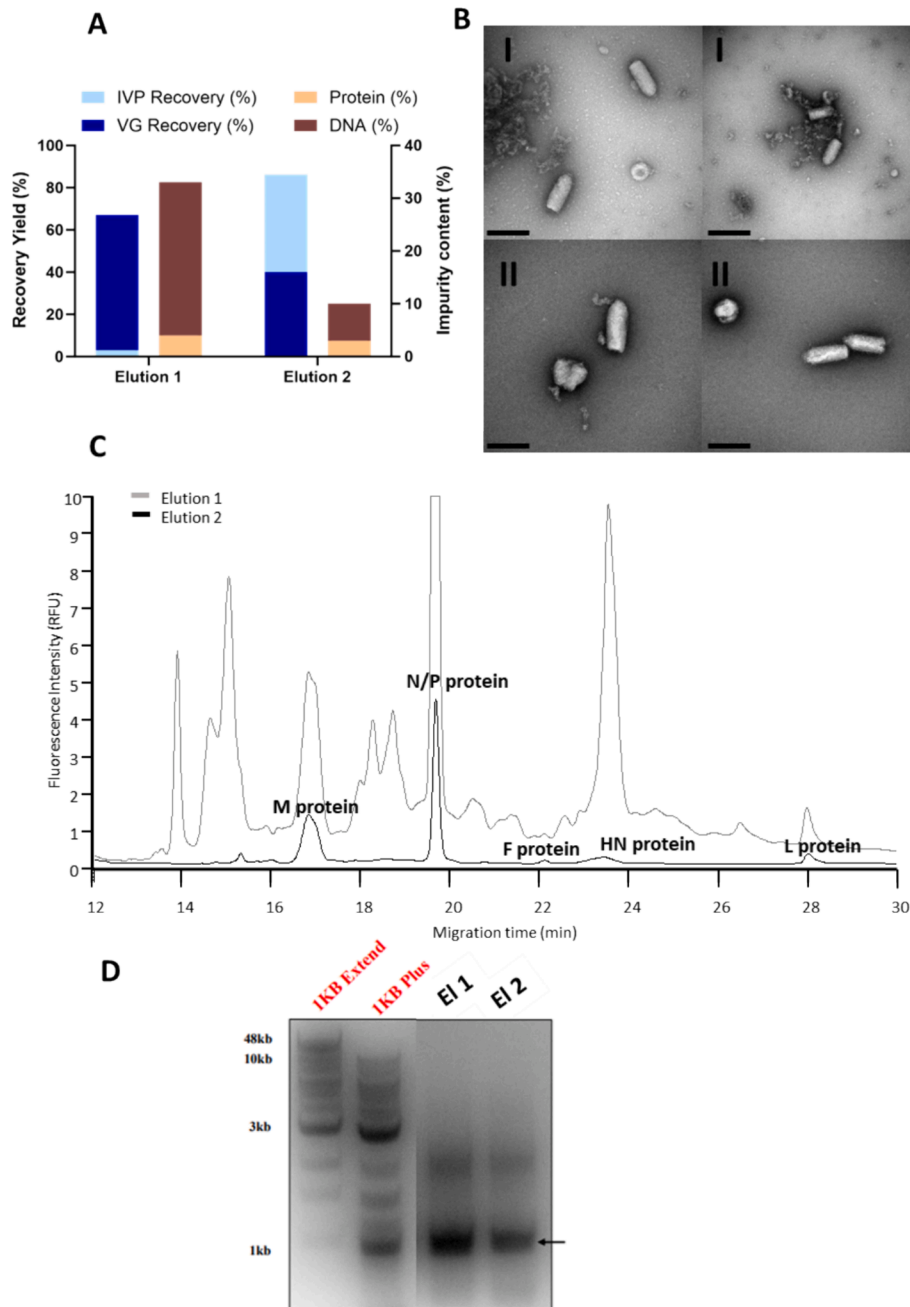 A
IVP Recovery (%)
Protein (%)
VG Recovery (%)
DNA (%)
Recovery Yield (%)
100
80
60
40
20
0
40
30
20
10
0
Impurity content (%)
Elution 1
Elution 2
B
I
I
II
II
C
Elution 1
Elution 2
Fluorescence Intensity (RFU)
10
9
8
7
6
5
4
3
2
1
0
M protein
N/P protein
F protein
HN protein
L protein
12
14
16
18
20
22
24
26
28
30
Migration time (min)
D
1KB Extend
1KB Plus
El 1
El 2
48kb
10kb
3kb
1kb